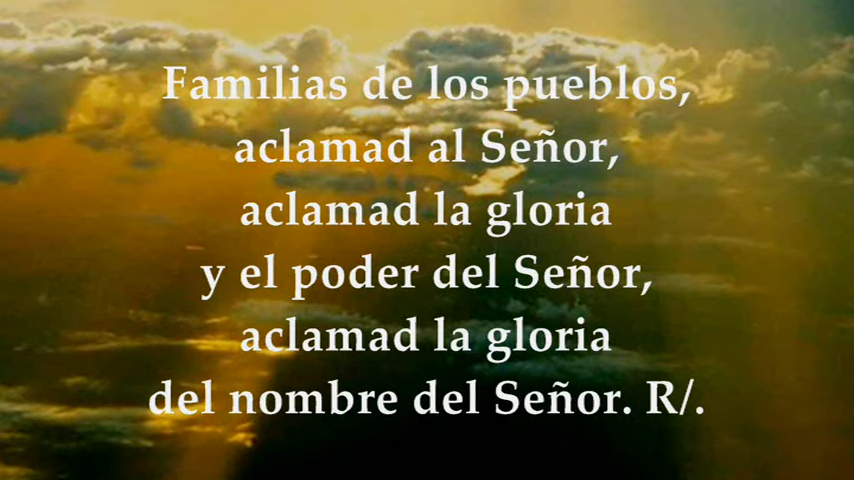 Familias de los pueblos,
aclamad al Señor,
aclamad la gloria
y el poder del Señor,
aclamad la gloria
del nombre del Señor. R/.